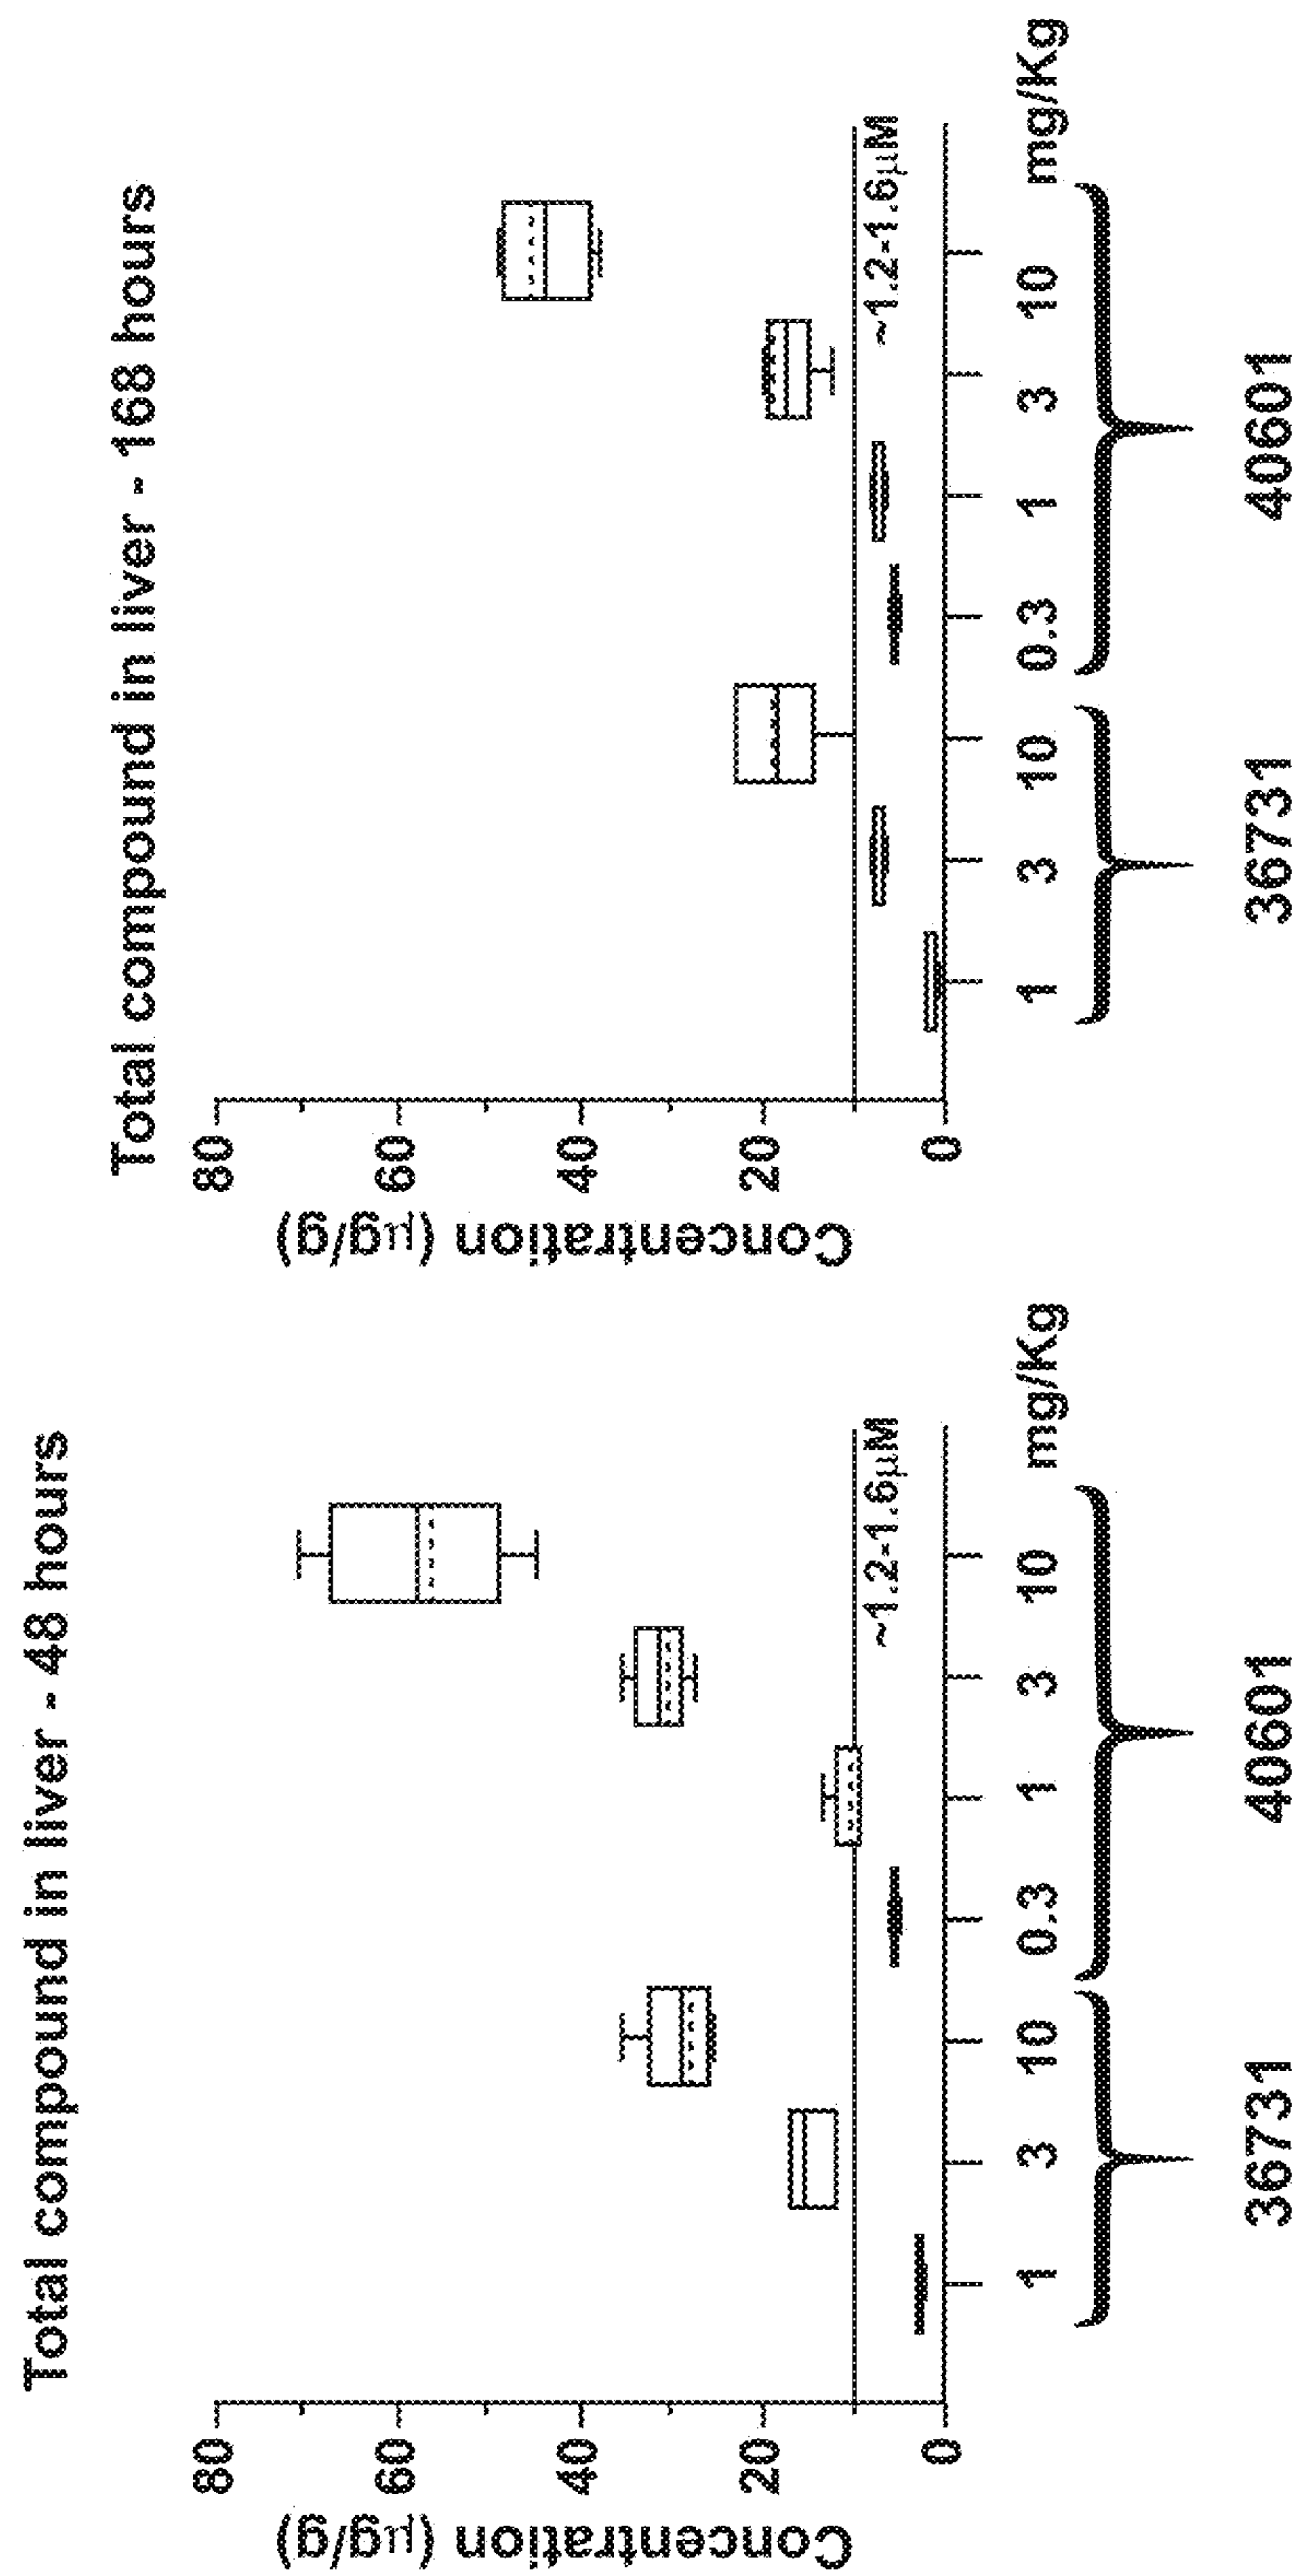 Total compound in liver - 48 hours
Concentration (µg/g)
80
60
40
20
0
~1.2-1.6µM
1 3 10 0.3 1 3 10 mg/Kg
36731 40601
Total compound in liver - 168 hours
Concentration (µg/g)
80
60
40
20
0
~1.2-1.6µM
1 3 10 0.3 1 3 10 mg/Kg
36731 40601